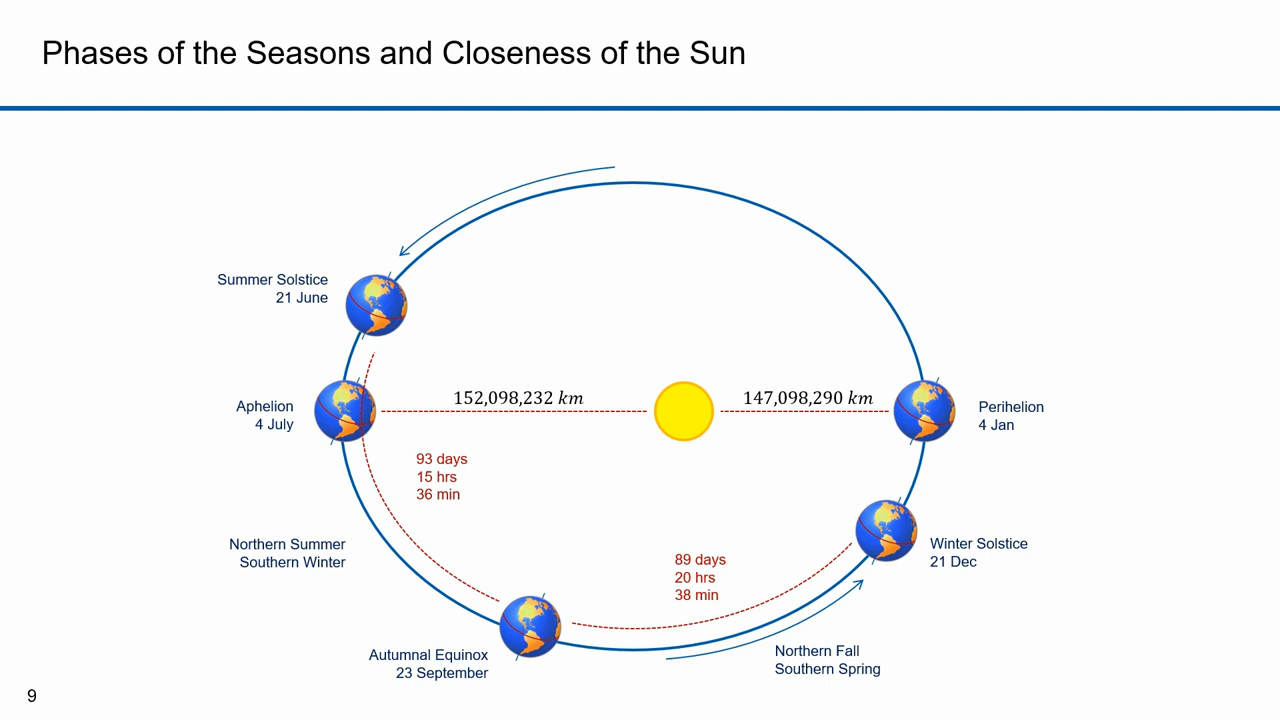 Phases of the Seasons and Closeness of the Sun
Summer Solstice
21 June
152,098,232 km
147,098,290 km
Aphelion
4 July
Perihelion
4 Jan
93 days
15 hrs
36 min
Northern Summer
Southern Winter
89 days
20 hrs
38 min
Winter Solstice
21 Dec
Autumnal Equinox
23 September
Northern Fall
Southern Spring
9